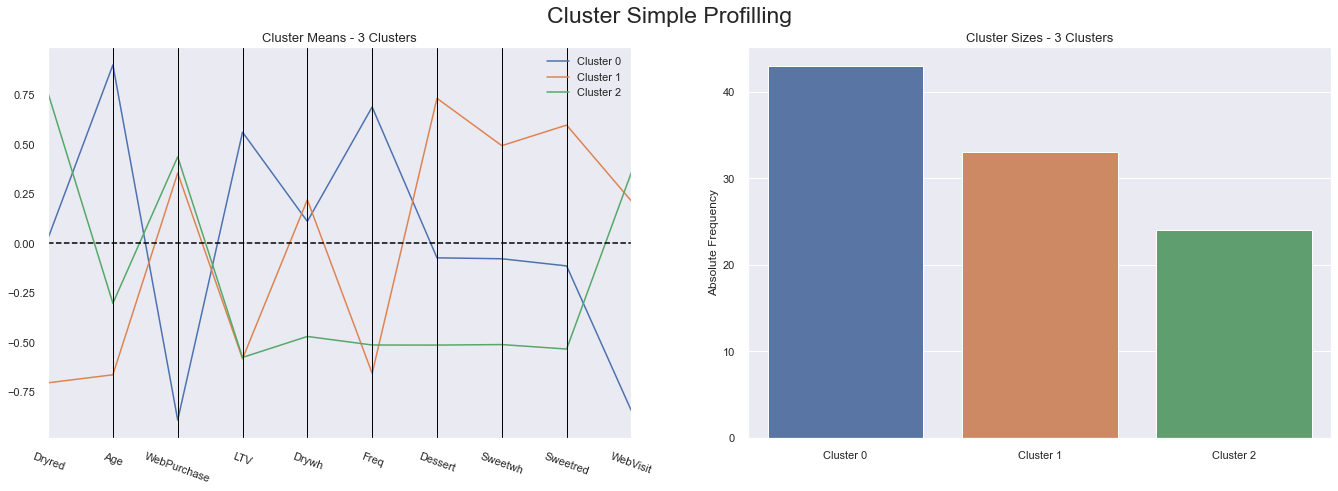 Cluster Simple Profilling
Cluster Means - 3 Clusters
Cluster 0
Cluster 1
Cluster 2
0.75
0.50
0.25
0.00
−0.25
−0.50
−0.75
Dryred
Age
WebPurchase
LTV
Drywh
Freq
Dessert
Sweetwh
Sweetred
WebVisit
Cluster Sizes - 3 Clusters
Absolute Frequency
40
30
20
10
0
Cluster 0
Cluster 1
Cluster 2